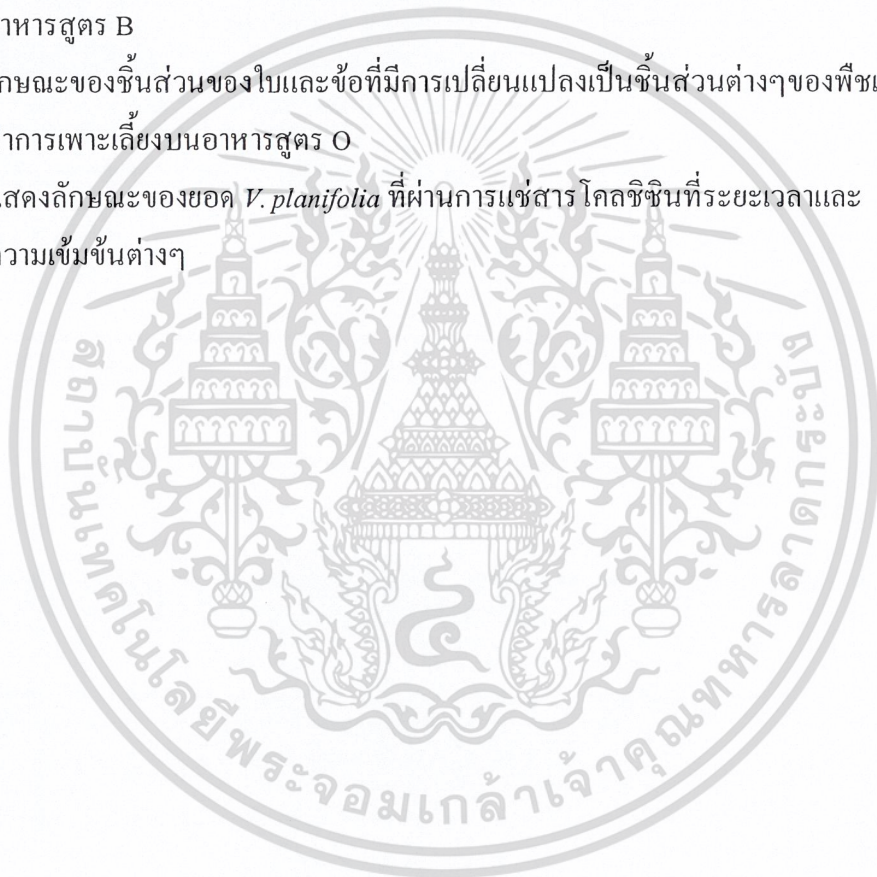 าหารสูตร B
ักษณะของชิ้นส่วนของใบและข้อที่มีการเปลี่ยนแปลงเป็นชิ้นส่วนต่างๆของพืชเ
ากการเพาะเลี้ยงบนอาหารสูตร O
สดงลักษณะของยอด V. planifolia ที่ผ่านการแช่สารโคลชิซินที่ระยะเวลาและ
วามเข้มข้นต่างๆ
สถาบันเทคโนโลยีพระจอมเกล้าเจ้าคุณทหารลาดกระบัง